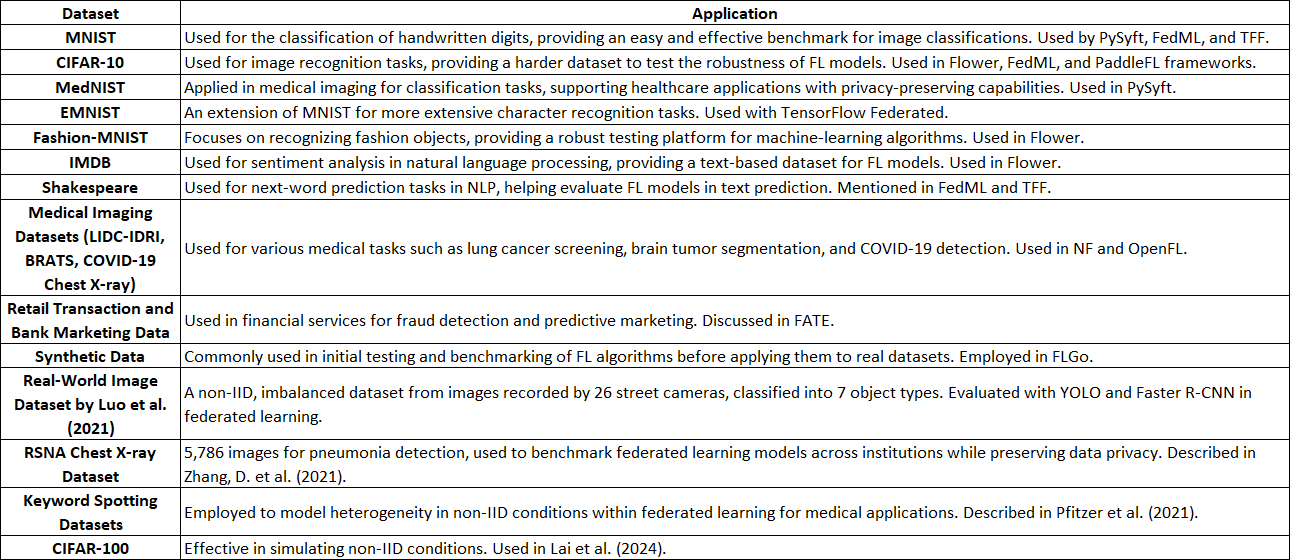 Dataset Application
MNIST Used for the classification of handwritten digits, providing an easy and effective benchmark for image classifications. Used by PySyft, FedML, and TFF.
CIFAR-10 Used for image recognition tasks, providing a harder dataset to test the robustness of FL models. Used in Flower, FedML, and PaddleFL frameworks.
MedNIST Applied in medical imaging for classification tasks, supporting healthcare applications with privacy-preserving capabilities. Used in PySyft.
EMNIST An extension of MNIST for more extensive character recognition tasks. Used with TensorFlow Federated.
Fashion-MNIST Focuses on recognizing fashion objects, providing a robust testing platform for machine-learning algorithms. Used in Flower.
IMDB Used for sentiment analysis in natural language processing, providing a text-based dataset for FL models. Used in Flower.
Shakespeare Used for next-word prediction tasks in NLP, helping evaluate FL models in text prediction. Mentioned in FedML and TFF.
Medical Imaging
Datasets (LIDC-IDRI,
BRATS, COVID-19
Chest X-ray)
Used for various medical tasks such as lung cancer screening, brain tumor segmentation, and COVID-19 detection. Used in NF and OpenFL.
Retail Transaction and
Bank Marketing Data
Used in financial services for fraud detection and predictive marketing. Discussed in FATE.
Synthetic Data Commonly used in initial testing and benchmarking of FL algorithms before applying them to real datasets. Employed in FLGo.
Real-World Image
Dataset by Luo et al.
(2021)
A non-IID, imbalanced dataset from images recorded by 26 street cameras, classified into 7 object types. Evaluated with YOLO and Faster R-CNN in
federated learning.
RSNA Chest X-ray
Dataset
5,786 images for pneumonia detection, used to benchmark federated learning models across institutions while preserving data privacy. Described in
Zhang, D. et al. (2021).
Keyword Spotting
Datasets
Employed to model heterogeneity in non-IID conditions within federated learning for medical applications. Described in Pfitzer et al. (2021).
CIFAR-100 Effective in simulating non-IID conditions. Used in Lai et al. (2024).